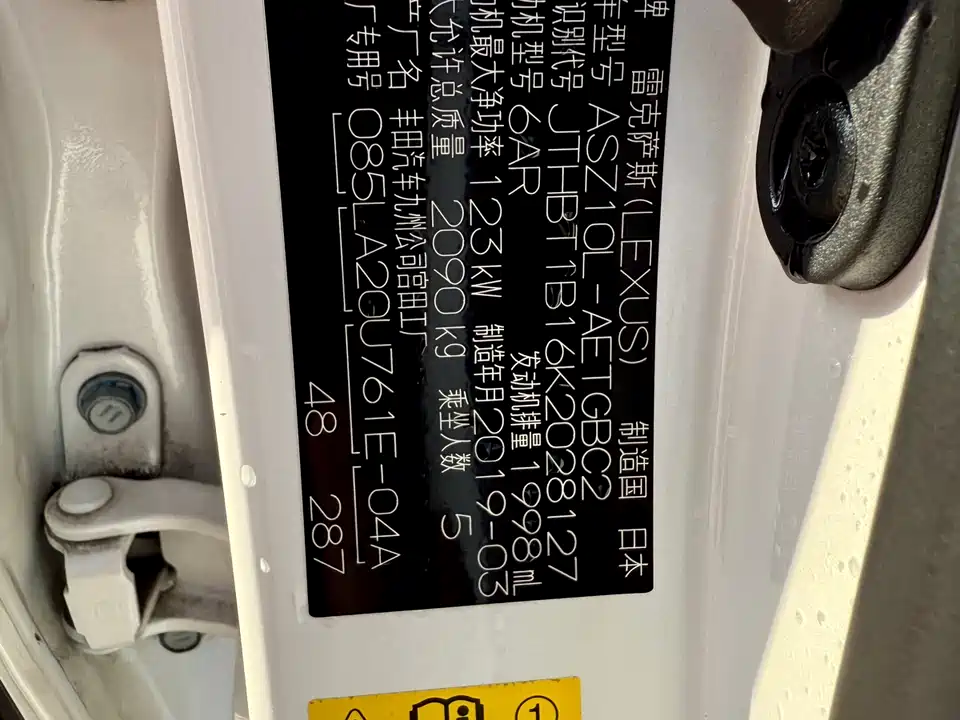 牌 雷克萨斯(LEXUS) 制造国 日本
车型号 ASZ10L-AETGBC2
识别代号 JTHBT1B16K2028127
动机型号 6AR 发动机排量 1998mL
机最大净功率 123kW 制造年月 2019-03
大允许总质量 2090kg 乘坐人数 5
产厂名 丰田汽车九州公司宫田工厂
厂专用号 085LA20U761E-04A
48 287
i 1